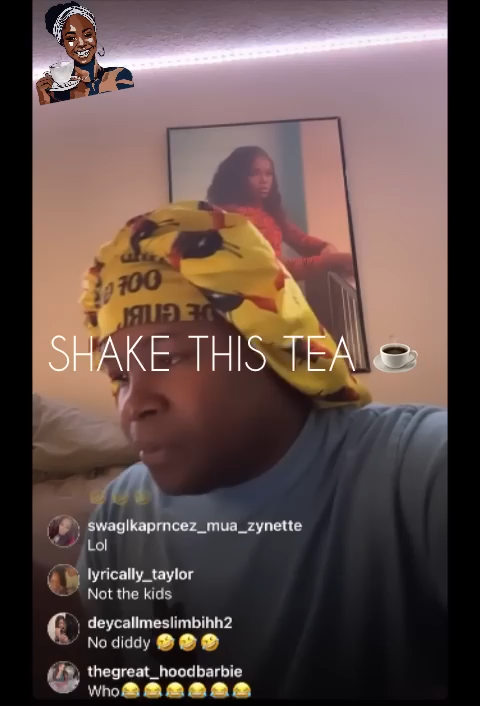 SHAKE THIS TEA ☕
😂😂😂
swaglkaprncez_mua_zynette
Lol
lyrically_taylor
Not the kids
deycallmeslimbihh2
No diddy 🤣🤣🤣
thegreat_hoodbarbie
Who😂😂😂😂😂😂